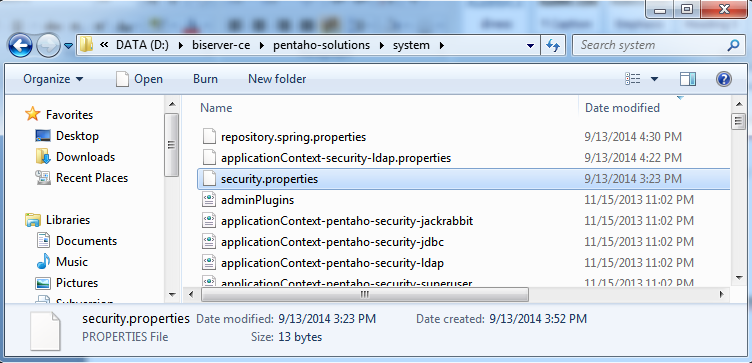 DATA (D:) biserver-ce pentaho-solutions system Search system
Organize Open Burn New folder
Favorites
Desktop
Downloads
Recent Places
Libraries
Documents
Music
Pictures
Subversion
Name Date modified
repository.spring.properties 9/13/2014 4:30 PM
applicationContext-security-ldap.properties 9/13/2014 4:22 PM
security.properties 9/13/2014 3:23 PM
adminPlugins 11/15/2013 11:02 PM
applicationContext-pentaho-security-jackrabbit 11/15/2013 11:02 PM
applicationContext-pentaho-security-jdbc 11/15/2013 11:02 PM
applicationContext-pentaho-security-ldap 11/15/2013 11:02 PM
applicationContext-pentaho-security-superuser 11/15/2013 11:02 PM
security.properties Date modified: 9/13/2014 3:23 PM Date created: 9/13/2014 3:52 PM
PROPERTIES File Size: 13 bytes